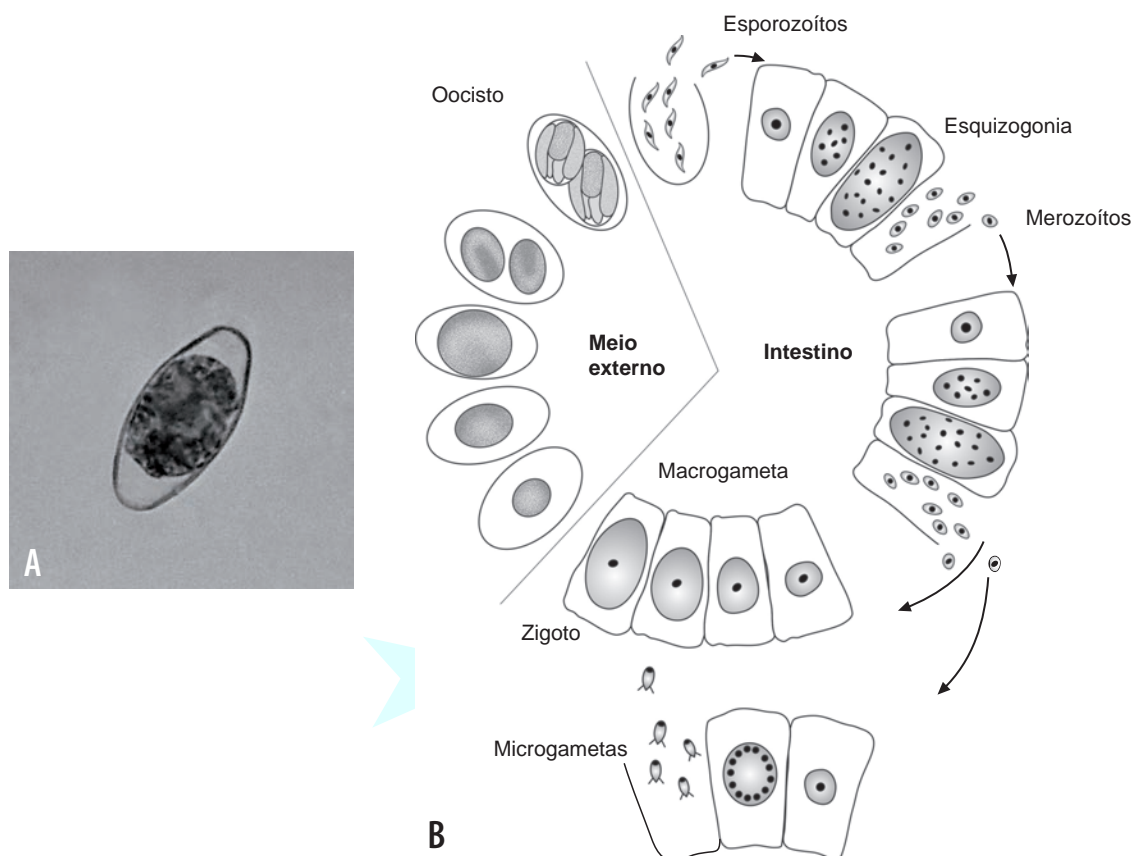 Esporozoítos
Oocisto
Esquizogonia
Merozoítos
Meio
externo
Intestino
Macrogameta
A
Zigoto
Microgametas
B